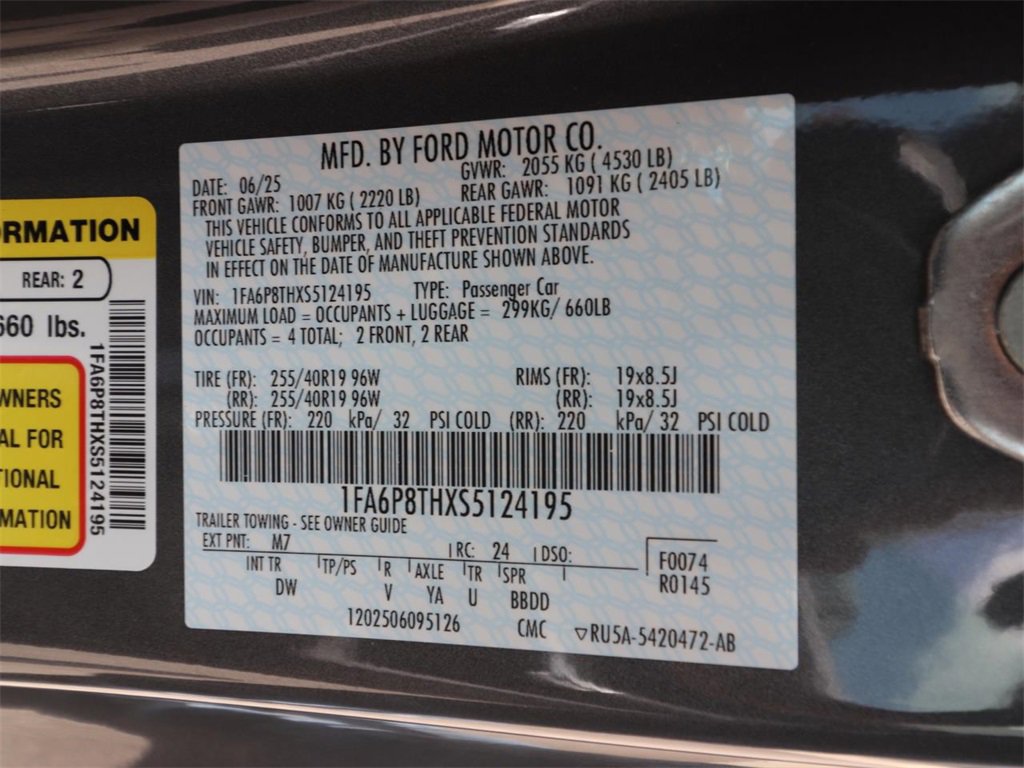 MFD. BY FORD MOTOR CO.
DATE: 06/25 GVWR: 2055 KG ( 4530 LB)
FRONT GAWR: 1007 KG ( 2220 LB) REAR GAWR: 1091 KG ( 2405 LB)
THIS VEHICLE CONFORMS TO ALL APPLICABLE FEDERAL MOTOR
VEHICLE SAFETY, BUMPER, AND THEFT PREVENTION STANDARDS
IN EFFECT ON THE DATE OF MANUFACTURE SHOWN ABOVE.
VIN: 1FA6P8THXS5124195 TYPE: Passenger Car
MAXIMUM LOAD = OCCUPANTS + LUGGAGE = 299KG/ 660LB
OCCUPANTS = 4 TOTAL; 2 FRONT, 2 REAR
TIRE (FR): 255/40R19 96W RIMS (FR): 19x8.5J
(RR): 255/40R19 96W (RR): 19x8.5J
PRESSURE (FR): 220 kPa/ 32 PSI COLD (RR): 220 kPa/ 32 PSI COLD
1FA6P8THXS5124195
TRAILER TOWING - SEE OWNER GUIDE
EXT PNT: M7 RC: 24 DSO: F0074
INT TR TP/PS R AXLE TR SPR R0145
DW V YA U BBDD
1202506095126 CMC ▽RU5A-5420472-AB
ORMATION
REAR: 2
660 lbs.
WNERS
AL FOR
TIONAL
MATION
1FA6P8THXS5124195